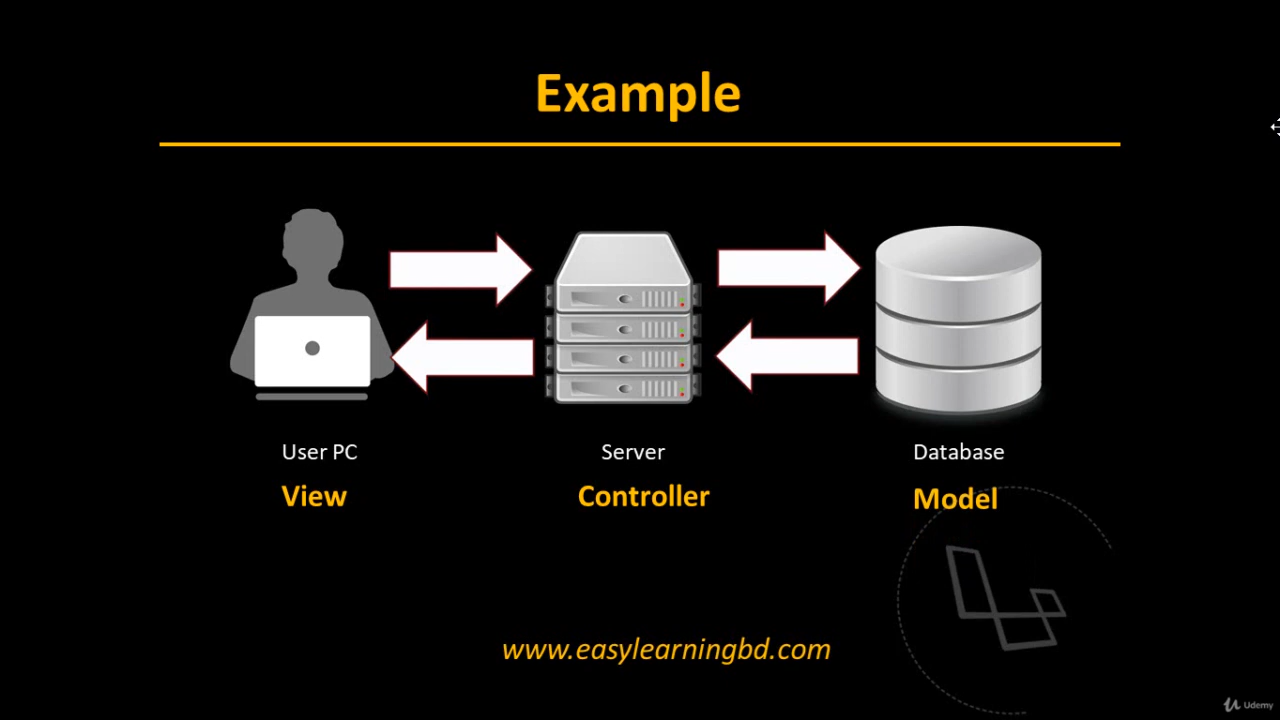 Example
User PC
Server
Database
View
Controller
Model
www.easylearningbd.com
Udemy